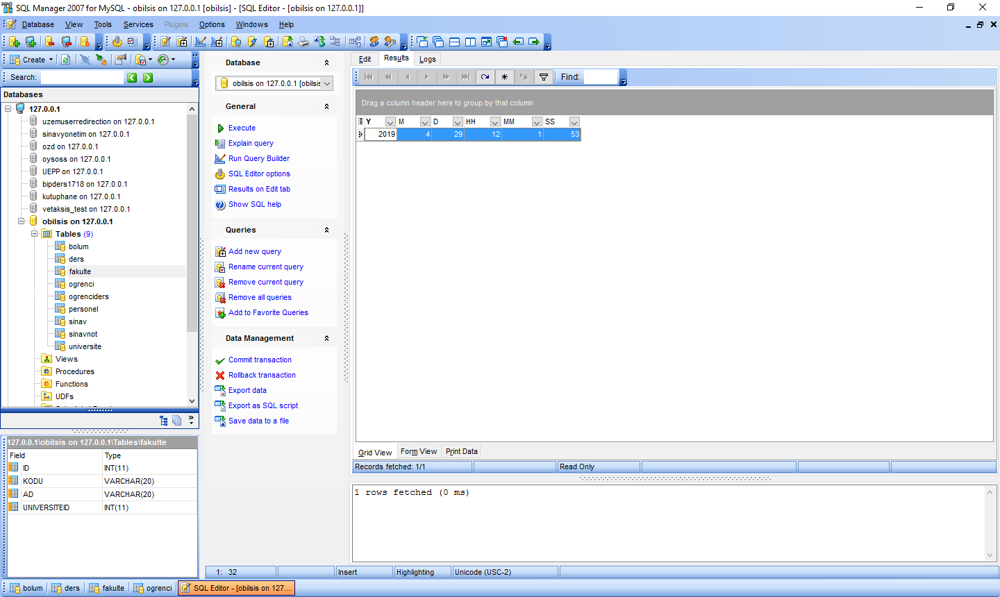 SQL Manager 2007 for MySQL - obilsis on 127.0.0.1 [obilsis] - [SQL Editor - [obilsis on 127.0.0.1]]
Database View Tools Services Plugins Options Windows Help
Create
Search:
Databases
127.0.0.1
uzemuserredirection on 127.0.0.1
sinavyonetim on 127.0.0.1
ozd on 127.0.0.1
oysoss on 127.0.0.1
UEPP on 127.0.0.1
bipders1718 on 127.0.0.1
kutuphane on 127.0.0.1
vetaksis_test on 127.0.0.1
obilsis on 127.0.0.1
Tables (9)
bolum
ders
fakulte
ogrenci
ogrenciders
personel
sinav
sinavnot
universite
Views
Procedures
Functions
UDFs
127.0.0.1\obilsis on 127.0.0.1\Tables\fakulte
Field Type
ID INT(11)
KODU VARCHAR(20)
AD VARCHAR(20)
UNIVERSITEID INT(11)
Database
obilsis on 127.0.0.1 [obilsis
General
Execute
Explain query
Run Query Builder
SQL Editor options
Results on Edit tab
Show SQL help
Queries
Add new query
Rename current query
Remove current query
Remove all queries
Add to Favorite Queries
Data Management
Commit transaction
Rollback transaction
Export data
Export as SQL script
Save data to a file
Edit Results Logs
Find:
Drag a column header here to group by that column
Y M D HH MM SS
2019 4 29 12 1 53
Grid View Form View Print Data
Records fetched: 1/1 Read Only
1 rows fetched (0 ms)
1: 32 Insert Highlighting Unicode (USC-2)
bolum ders fakulte ogrenci SQL Editor - [obilsis on 127....